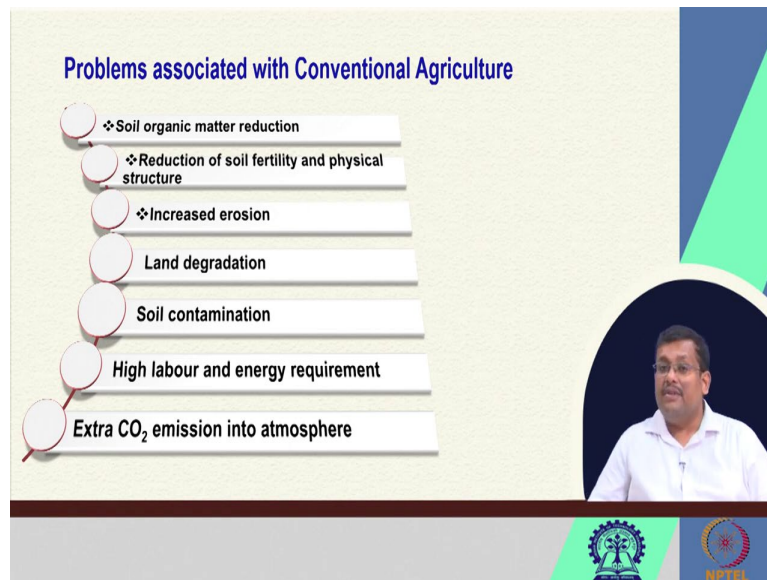 Problems associated with Conventional Agriculture
❖Soil organic matter reduction
❖Reduction of soil fertility and physical
structure
❖Increased erosion
Land degradation
Soil contamination
High labour and energy requirement
Extra CO₂ emission into atmosphere
NPTEL